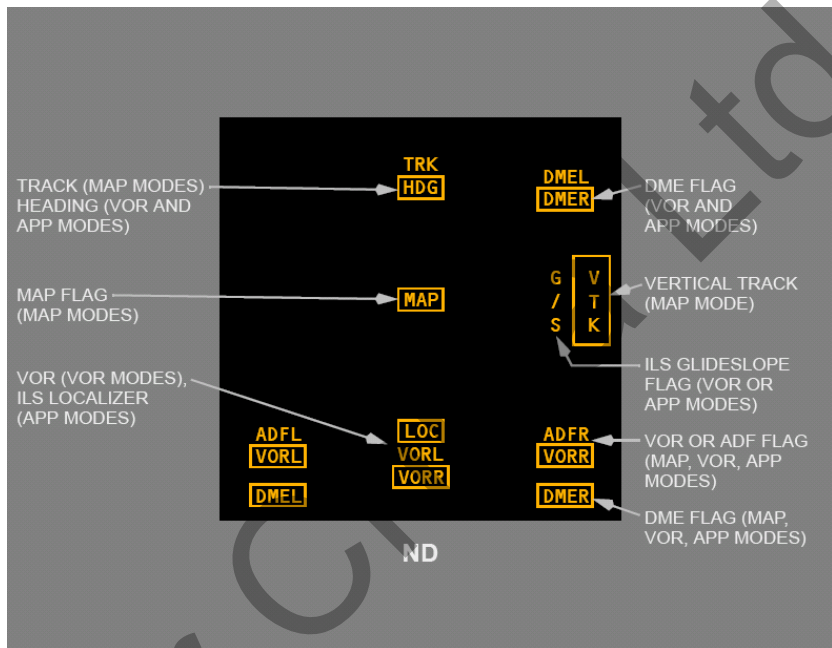 TRK
HDG
DMEL
DMER
TRACK (MAP MODES)
HEADING (VOR AND
APP MODES)
DME FLAG
(VOR AND
APP MODES)
MAP FLAG
(MAP MODES)
MAP
G
/
S
V
T
K
VERTICAL TRACK
(MAP MODE)
ILS GLIDESLOPE
FLAG (VOR OR
APP MODES)
VOR (VOR MODES),
ILS LOCALIZER
(APP MODES)
ADFL
VORL
DMEL
LOC
VORL
VORR
ADFR
VORR
DMER
VOR OR ADF FLAG
(MAP, VOR, APP
MODES)
DME FLAG (MAP,
VOR, APP MODES)
ND
Ltd